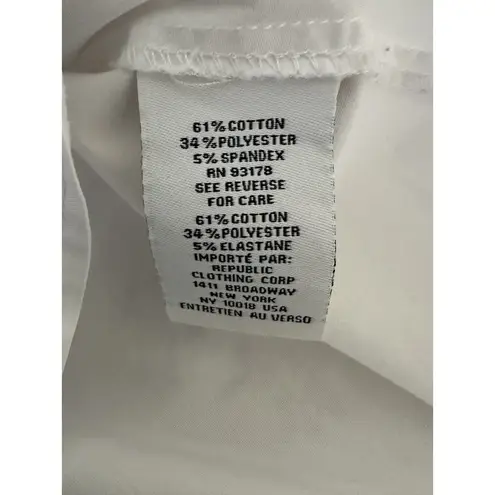 61% COTTON
34% POLYESTER
5% SPANDEX
RN 93178
SEE REVERSE
FOR CARE
61% COTTON
34% POLYESTER
5% ELASTANE
IMPORTÉ PAR:
REPUBLIC
CLOTHING CORP
1411 BROADWAY
NEW YORK
NY 10018 USA
ENTRETIEN AU VERSO